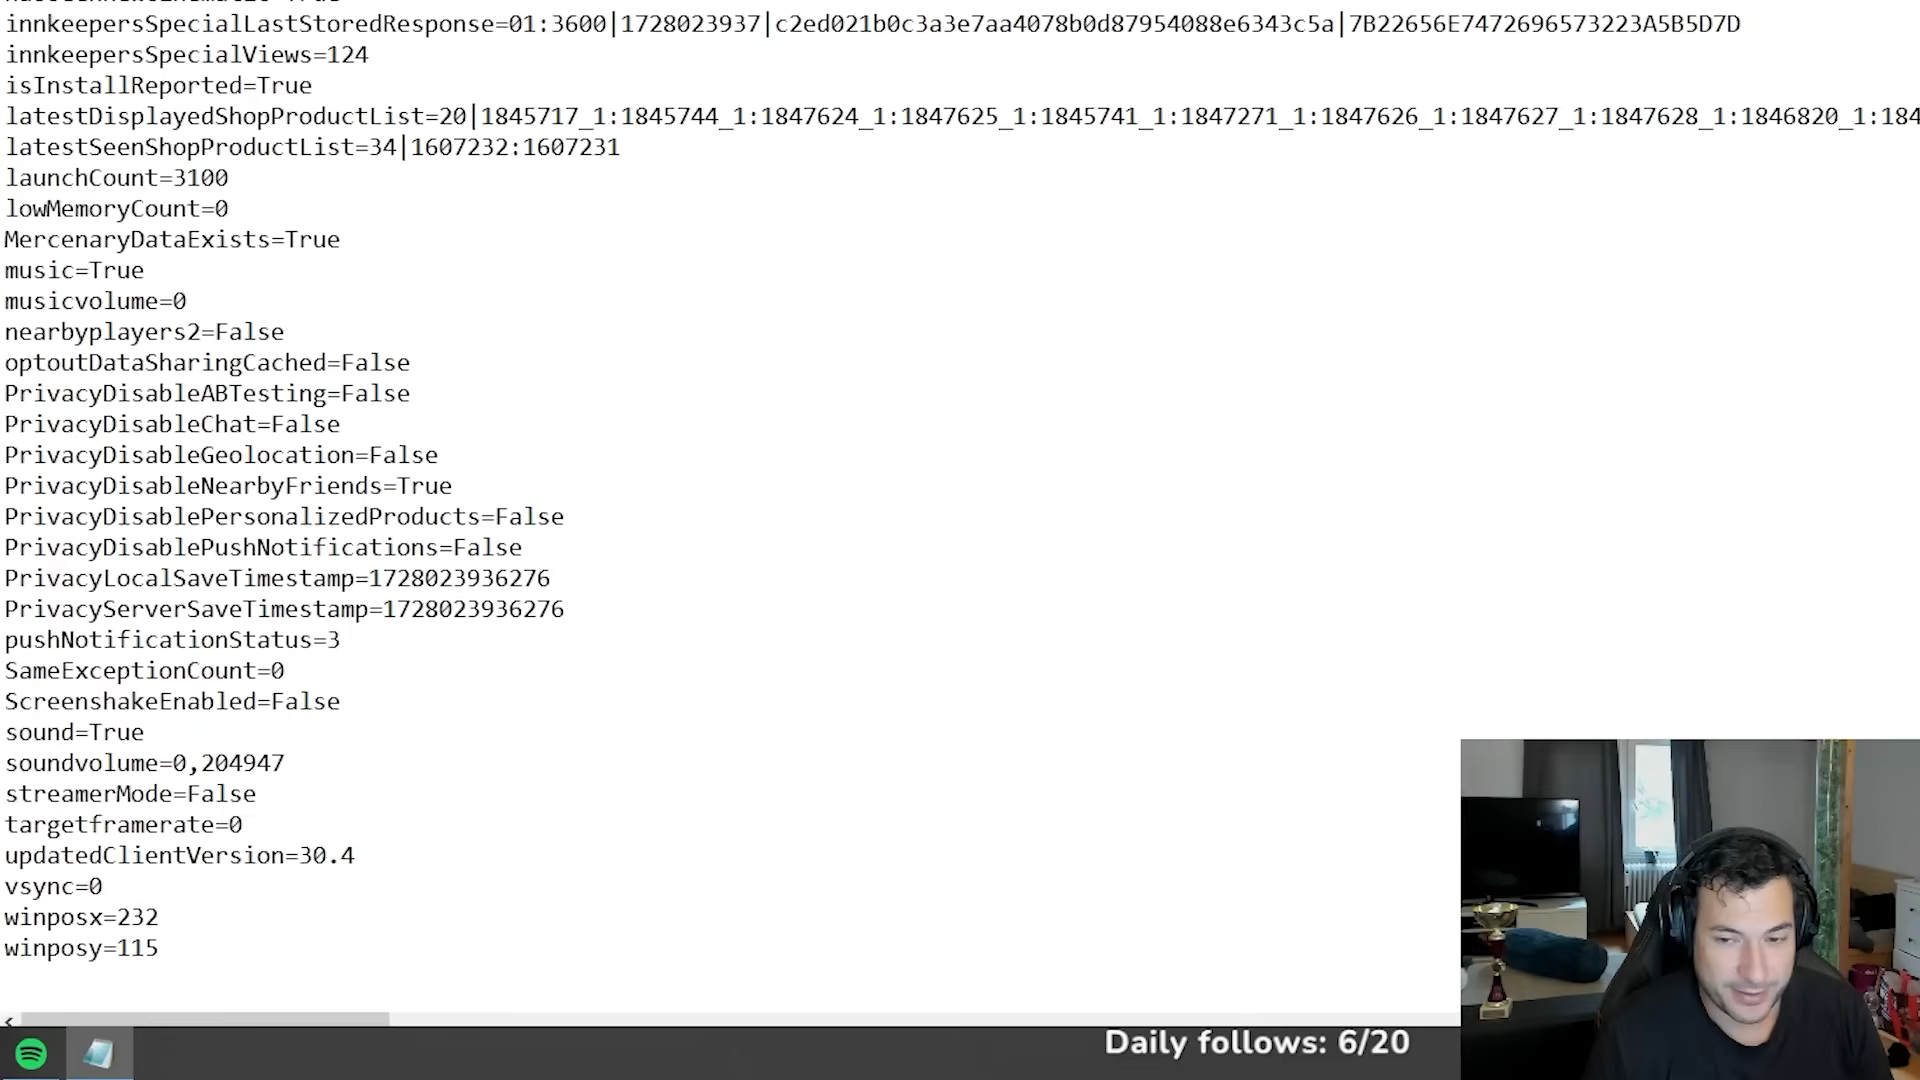 innkeepersSpecialLastStoredResponse=01:3600|1728023937|c2ed021b0c3a3e7aa4078b0d87954088e6343c5a|7B22656E7472696573223A5B5D7D
innkeepersSpecialViews=124
isInstallReported=True
latestDisplayedShopProductList=20|1845717_1:1845744_1:1847624_1:1847625_1:1845741_1:1847271_1:1847626_1:1847627_1:1847628_1:1846820_1:184
latestSeenShopProductList=34|1607232:1607231
launchCount=3100
lowMemoryCount=0
MercenaryDataExists=True
music=True
musicvolume=0
nearbyplayers2=False
optoutDataSharingCached=False
PrivacyDisableABTesting=False
PrivacyDisableChat=False
PrivacyDisableGeolocation=False
PrivacyDisableNearbyFriends=True
PrivacyDisablePersonalizedProducts=False
PrivacyDisablePushNotifications=False
PrivacyLocalSaveTimestamp=1728023936276
PrivacyServerSaveTimestamp=1728023936276
pushNotificationStatus=3
SameExceptionCount=0
ScreenshakeEnabled=False
sound=True
soundvolume=0,204947
streamerMode=False
targetframerate=0
updatedClientVersion=30.4
vsync=0
winposx=232
winposy=115
Daily follows: 6/20